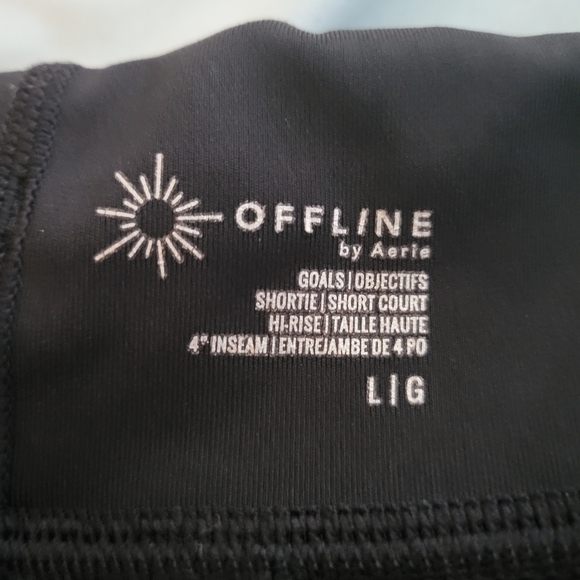 OFFLINE
by Aerie
GOALS | OBJECTIFS
SHORTIE | SHORT COURT
HI-RISE | TAILLE HAUTE
4" INSEAM | ENTREJAMBE DE 4 PO
L | G